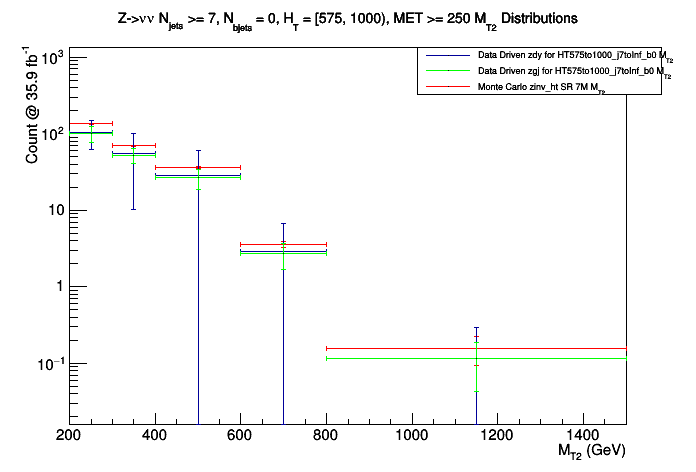 Z->νν N_jets >= 7, N_bjets = 0, H_T = [575, 1000), MET >= 250 M_T2 Distributions
Data Driven zdy for HT575to1000_j7toInf_b0 M_T2
Data Driven zgj for HT575to1000_j7toInf_b0 M_T2
Monte Carlo zinv_ht SR 7M M_T2
Count @ 35.9 fb^-1
10^3
10^2
10
1
10^-1
200 400 600 800 1000 1200 1400
M_T2 (GeV)